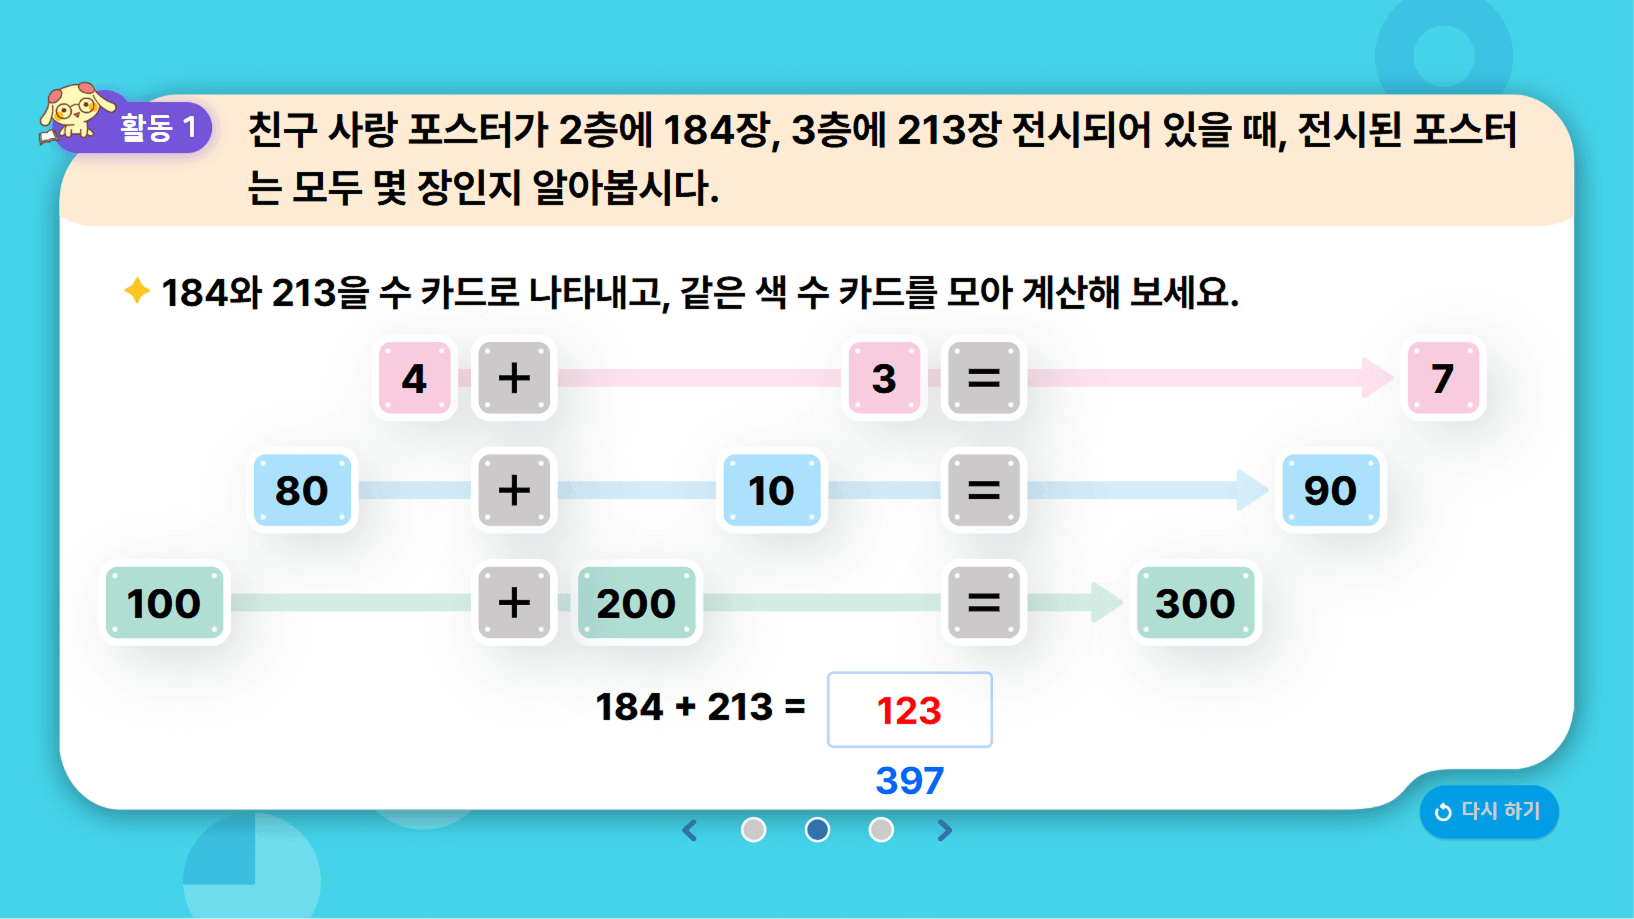 활동 1
친구 사랑 포스터가 2층에 184장, 3층에 213장 전시되어 있을 때, 전시된 포스터
는 모두 몇 장인지 알아봅시다.
184와 213을 수 카드로 나타내고, 같은 색 수 카드를 모아 계산해 보세요.
4 + 3 = 7
80 + 10 = 90
100 + 200 = 300
184 + 213 = 123
397
다시 하기